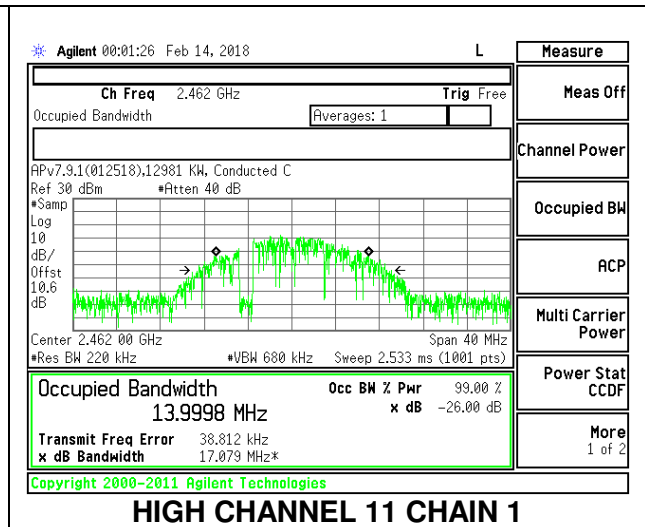 Agilent 00:01:26 Feb 14, 2018 L
Measure
Ch Freq 2.462 GHz Trig Free
Occupied Bandwidth Averages: 1
Meas Off
Channel Power
APv7.9.1(012518),12981 KW, Conducted C
Ref 30 dBm #Atten 40 dB
#Samp
Log
10
dB/
Offst
10.6
dB
Occupied BW
ACP
Multi Carrier
Power
Center 2.462 00 GHz Span 40 MHz
#Res BW 220 kHz #VBW 680 kHz Sweep 2.533 ms (1001 pts)
Occupied Bandwidth Occ BW % Pwr 99.00 %
13.9998 MHz x dB -26.00 dB
Transmit Freq Error 38.812 kHz
x dB Bandwidth 17.079 MHz*
Power Stat
CCDF
More
1 of 2
Copyright 2000-2011 Agilent Technologies
HIGH CHANNEL 11 CHAIN 1